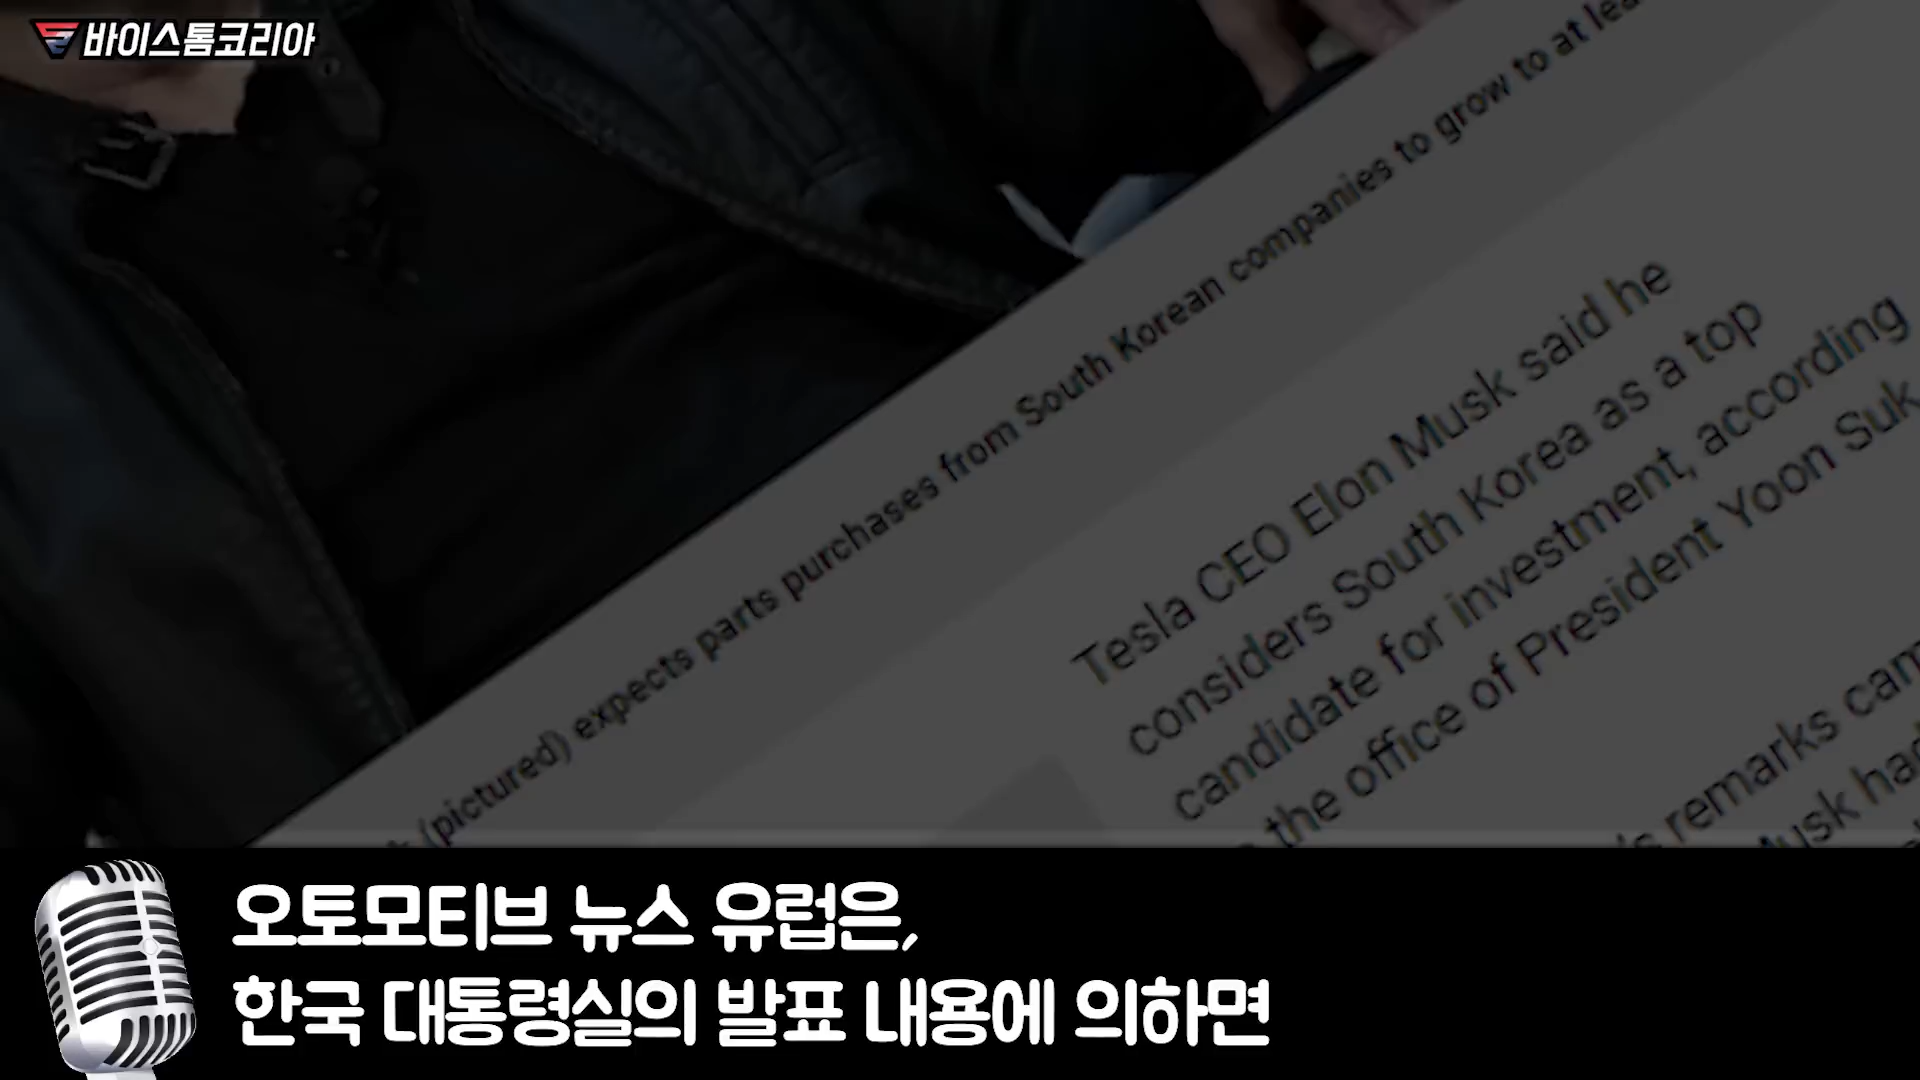 바이스톰코리아
(pictured) expects parts purchases from South Korean companies to grow to at
Tesla CEO Elon Musk said he
considers South Korea as a top
candidate for investment, according
the office of President Yoon Suk
remarks
Musk
오토모티브 뉴스 유럽은,
한국 대통령실의 발표 내용에 의하면